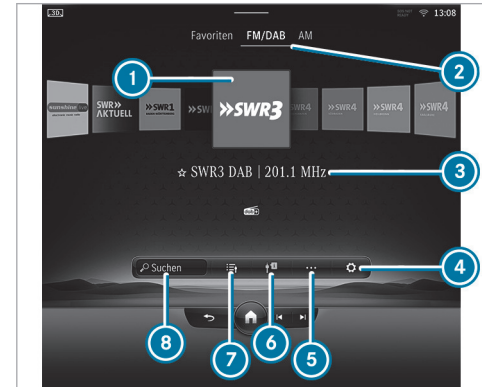 13:08
Favoriten FM/DAB AM
1
2
SWR»
AKTUELL
»SWR1
»SWR3
SWR4
»SWR4
»SWR4
»SWR4
☆ SWR3 DAB | 201.1 MHz
3
Suchen
4
8
7
6
5